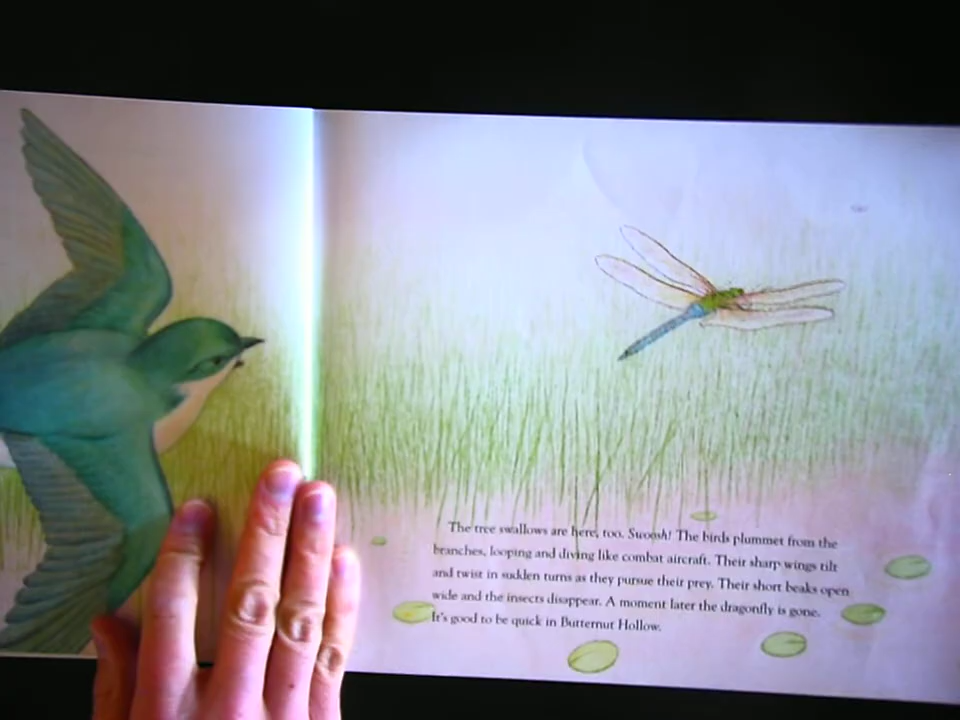 The tree swallows are here, too. Swoosh! The birds plummet from the
branches, looping and diving like combat aircraft. Their sharp wings tilt
and twist in sudden turns as they pursue their prey. Their short beaks open
wide and the insects disappear. A moment later the dragonfly is gone.
It's good to be quick in Butternut Hollow.